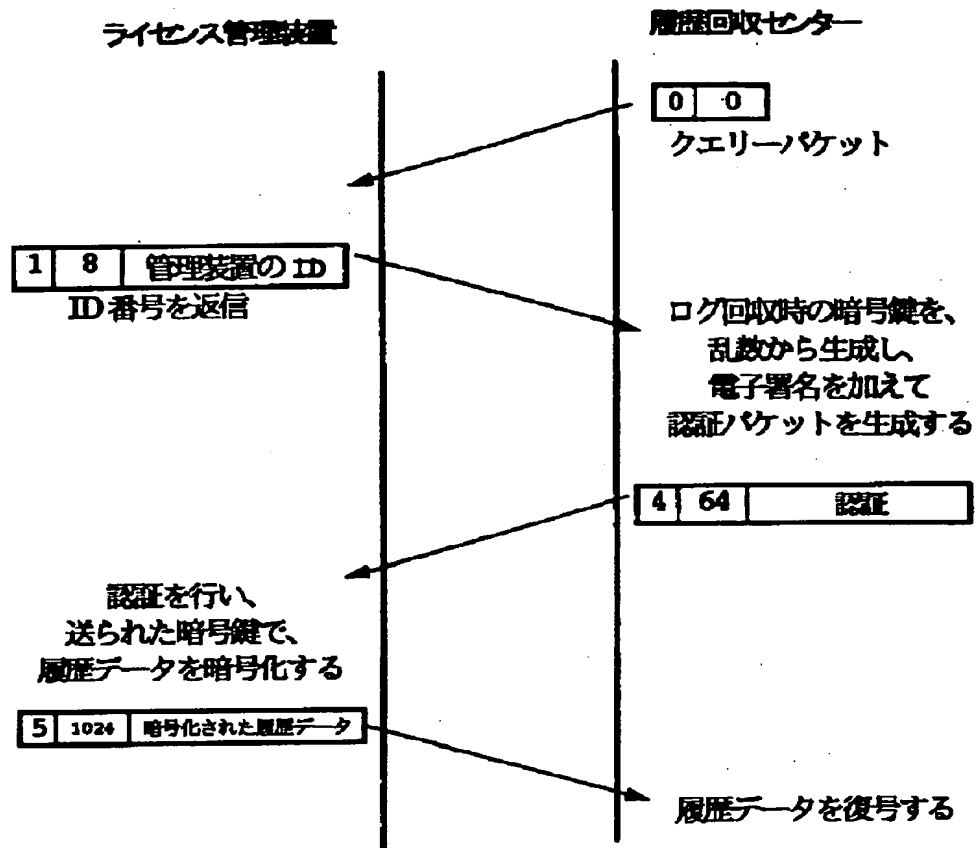 ライセンス管理装置
履歴回収センター
0 0
クエリーパケット
1 8 管理装置の ID
ID 番号を返信
ログ回収時の暗号鍵を、
乱数から生成し、
電子署名を加えて
認証パケットを生成する
4 64 認証
認証を行い、
送られた暗号鍵で、
履歴データを暗号化する
5 1024 暗号化された履歴データ
履歴データを復号する